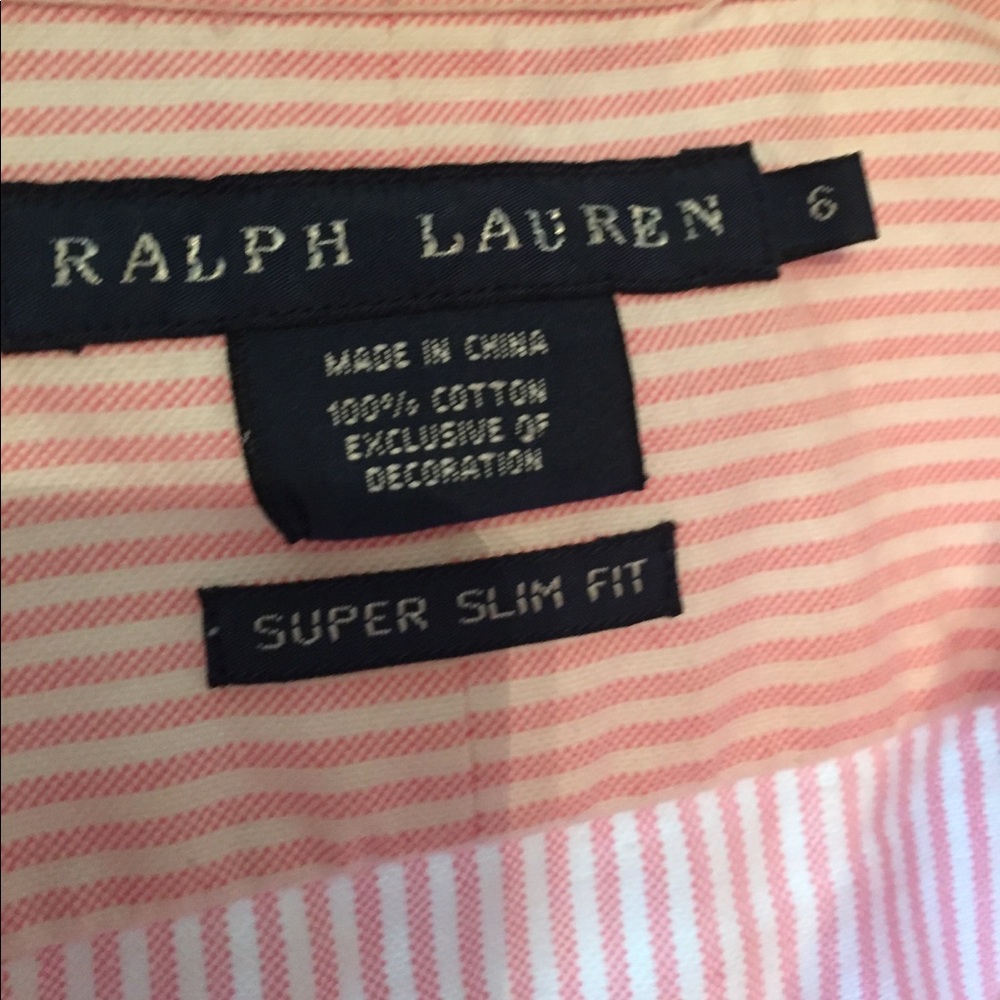 RALPH LAUREN 6
MADE IN CHINA
100% COTTON
EXCLUSIVE OF
DECORATION
SUPER SLIM FIT